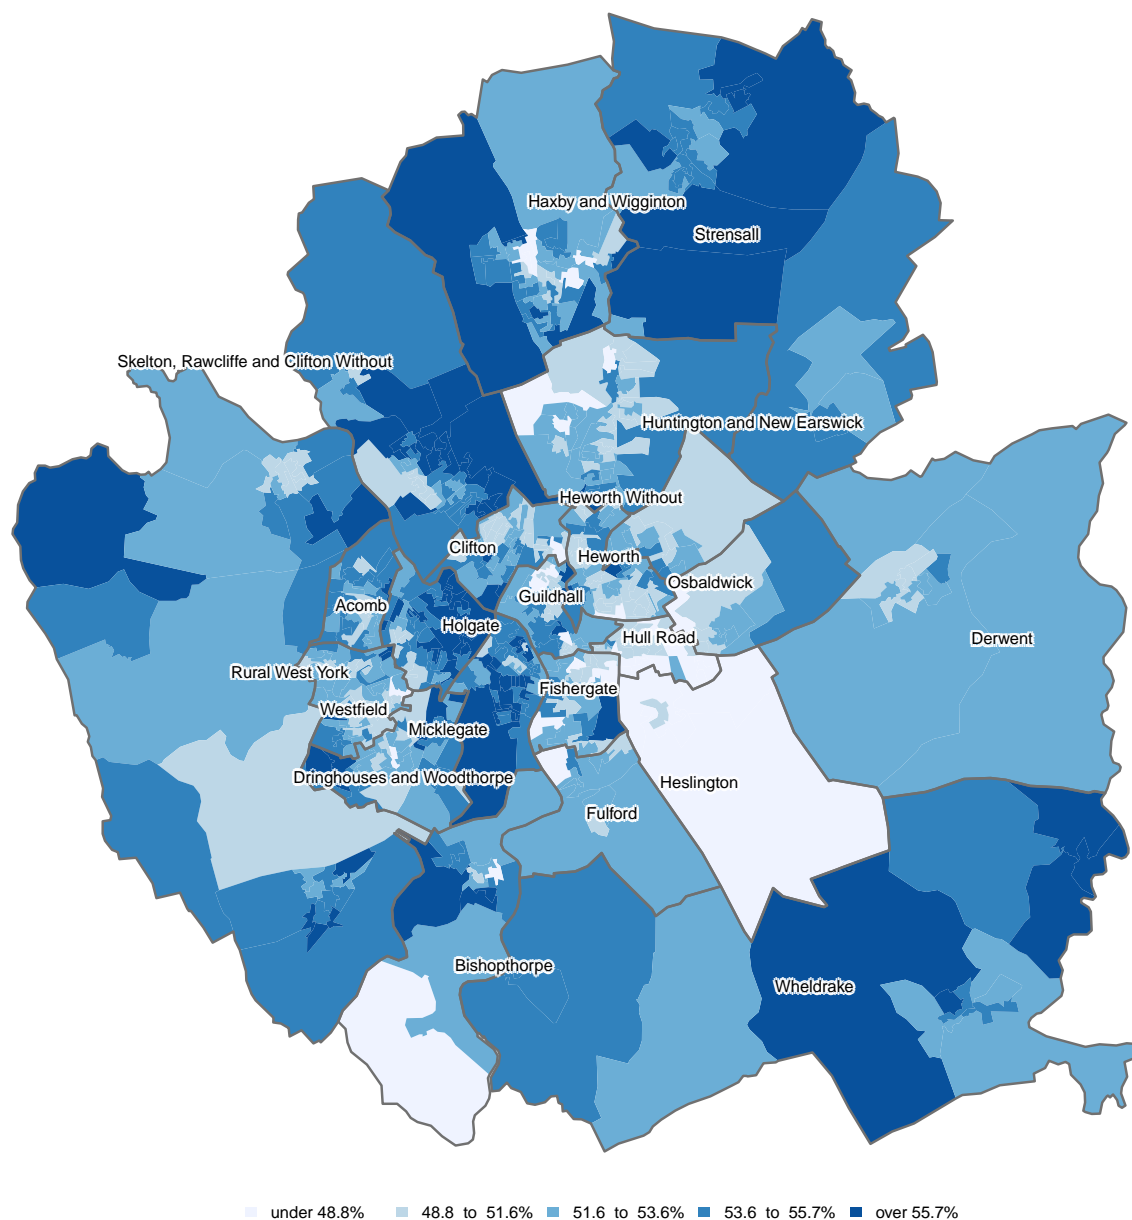 Haxby and Wigginton
Strensall
Skelton, Rawcliffe and Clifton Without
Huntington and New Earswick
Heworth Without
Clifton
Heworth
Osbaldwick
Guildhall
Acomb
Holgate
Hull Road
Derwent
Rural West York
Fishergate
Westfield
Micklegate
Dringhouses and Woodthorpe
Heslington
Fulford
Bishopthorpe
Wheldrake
under 48.8% 48.8 to 51.6% 51.6 to 53.6% 53.6 to 55.7% over 55.7%